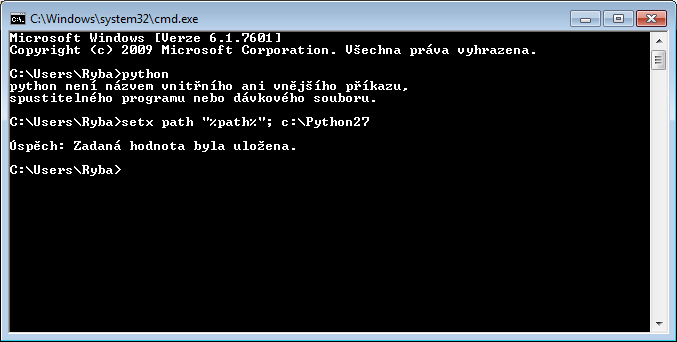 C:\Windows\system32\cmd.exe
Microsoft Windows [Verze 6.1.7601]
Copyright (c) 2009 Microsoft Corporation. Všechna práva vyhrazena.
C:\Users\Ryba>python
python není názvem vnitřního ani vnějšího příkazu,
spustitelného programu nebo dávkového souboru.
C:\Users\Ryba>setx path "%path%"; c:\Python27
Úspěch: Zadaná hodnota byla uložena.
C:\Users\Ryba>